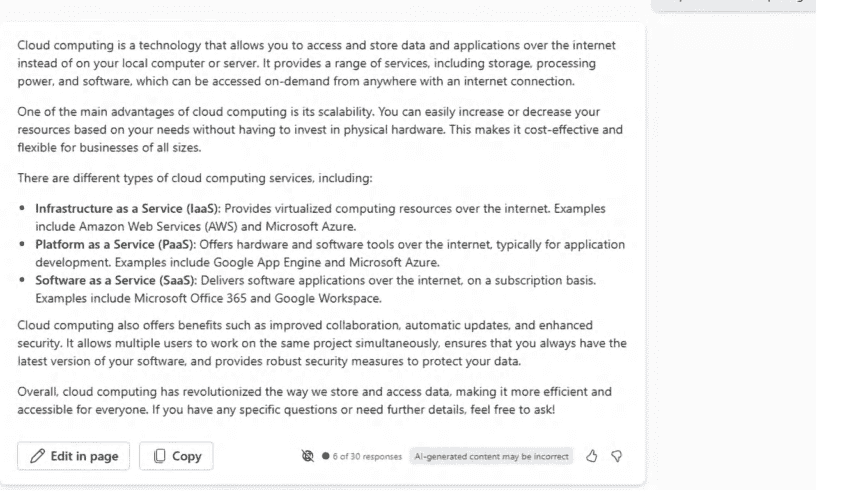 Cloud computing is a technology that allows you to access and store data and applications over the internet
instead of on your local computer or server. It provides a range of services, including storage, processing
power, and software, which can be accessed on-demand from anywhere with an internet connection.
One of the main advantages of cloud computing is its scalability. You can easily increase or decrease your
resources based on your needs without having to invest in physical hardware. This makes it cost-effective and
flexible for businesses of all sizes.
There are different types of cloud computing services, including:
• Infrastructure as a Service (IaaS): Provides virtualized computing resources over the internet. Examples
include Amazon Web Services (AWS) and Microsoft Azure.
• Platform as a Service (PaaS): Offers hardware and software tools over the internet, typically for application
development. Examples include Google App Engine and Microsoft Azure.
• Software as a Service (SaaS): Delivers software applications over the internet, on a subscription basis.
Examples include Microsoft Office 365 and Google Workspace.
Cloud computing also offers benefits such as improved collaboration, automatic updates, and enhanced
security. It allows multiple users to work on the same project simultaneously, ensures that you always have the
latest version of your software, and provides robust security measures to protect your data.
Overall, cloud computing has revolutionized the way we store and access data, making it more efficient and
accessible for everyone. If you have any specific questions or need further details, feel free to ask!
Edit in page Copy 6 of 30 responses AI-generated content may be incorrect